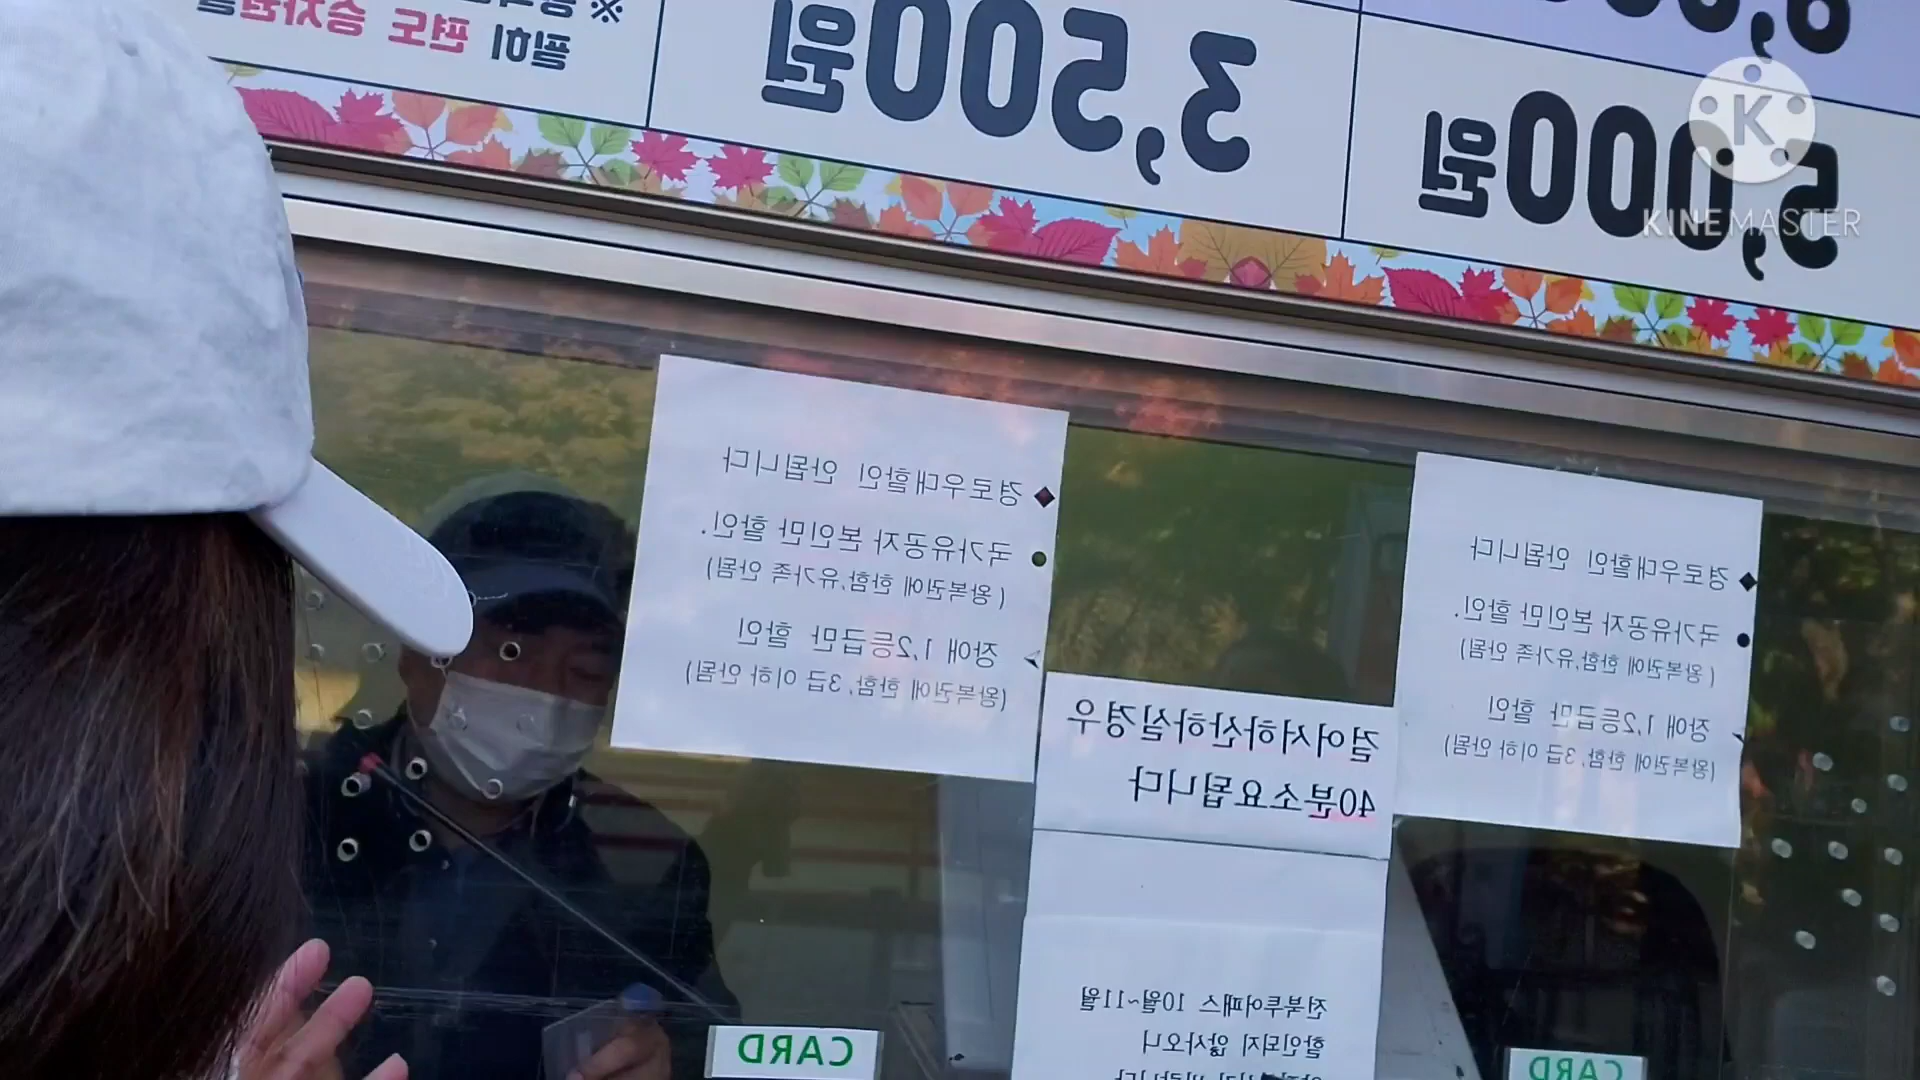 3,500원
5,000원
필히 편도 승차권을
KINEMASTER
◆ 경로우대할인 안됩니다
● 국가유공자 본인만 할인.
(왕복권에 한함,유가족 안됨)
장애 1,2등급만 할인
(왕복권에 한함, 3급 이하 안됨)
걸어서하산하실경우
40분소요됩니다
◆ 경로우대할인 안됩니다
● 국가유공자 본인만 할인.
(왕복권에 한함,유가족 안됨)
장애 1,2등급만 할인
(왕복권에 한함, 3급 이하 안됨)
전북투어패스 10월~11월
할인되지 않사오니
CARD
CARD